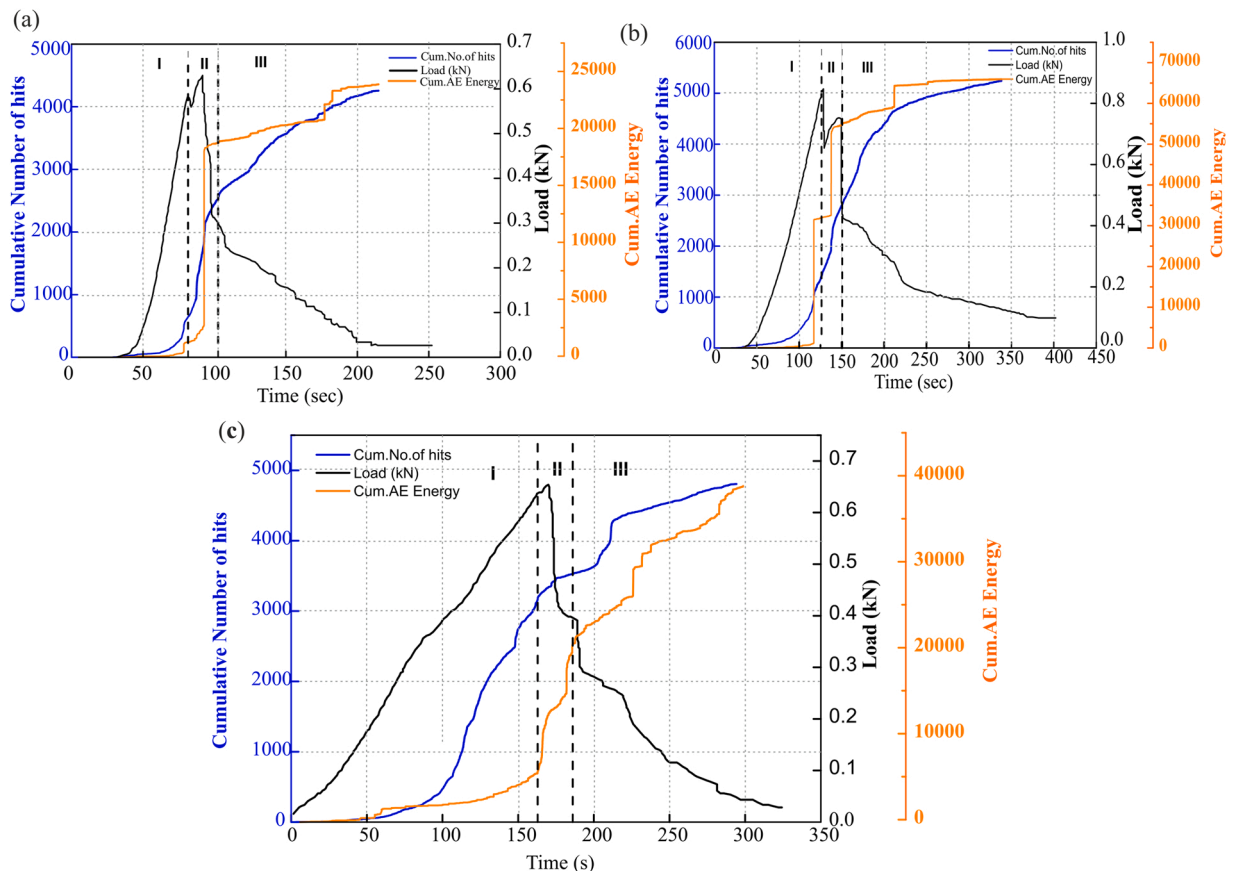 (a)
Cumulative Number of hits
5000
4000
3000
2000
1000
0
I
II
III
Cum.No.of hits
Load (kN)
Cum.AE Energy
0.7
0.6
0.5
0.4
0.3
0.2
0.1
0.0
Load (kN)
25000
20000
15000
10000
5000
0
Cum.AE Energy
0
50
100
150
200
250
300
Time (sec)
(b)
Cumulative Number of hits
6000
5000
4000
3000
2000
1000
0
I
II
III
Cum.No.of hits
Load (kN)
Cum.AE Energy
1.0
0.8
0.6
0.4
0.2
0.0
Load (kN)
70000
60000
50000
40000
30000
20000
10000
0
Cum.AE Energy
0
50
100
150
200
250
300
350
400
450
Time (sec)
(c)
Cumulative Number of hits
5000
4000
3000
2000
1000
0
Cum.No.of hits
Load (kN)
Cum.AE Energy
i
II
III
0.7
0.6
0.5
0.4
0.3
0.2
0.1
0.0
Load (kN)
40000
30000
20000
10000
0
Cum.AE Energy
0
50
100
150
200
250
300
350
Time (s)